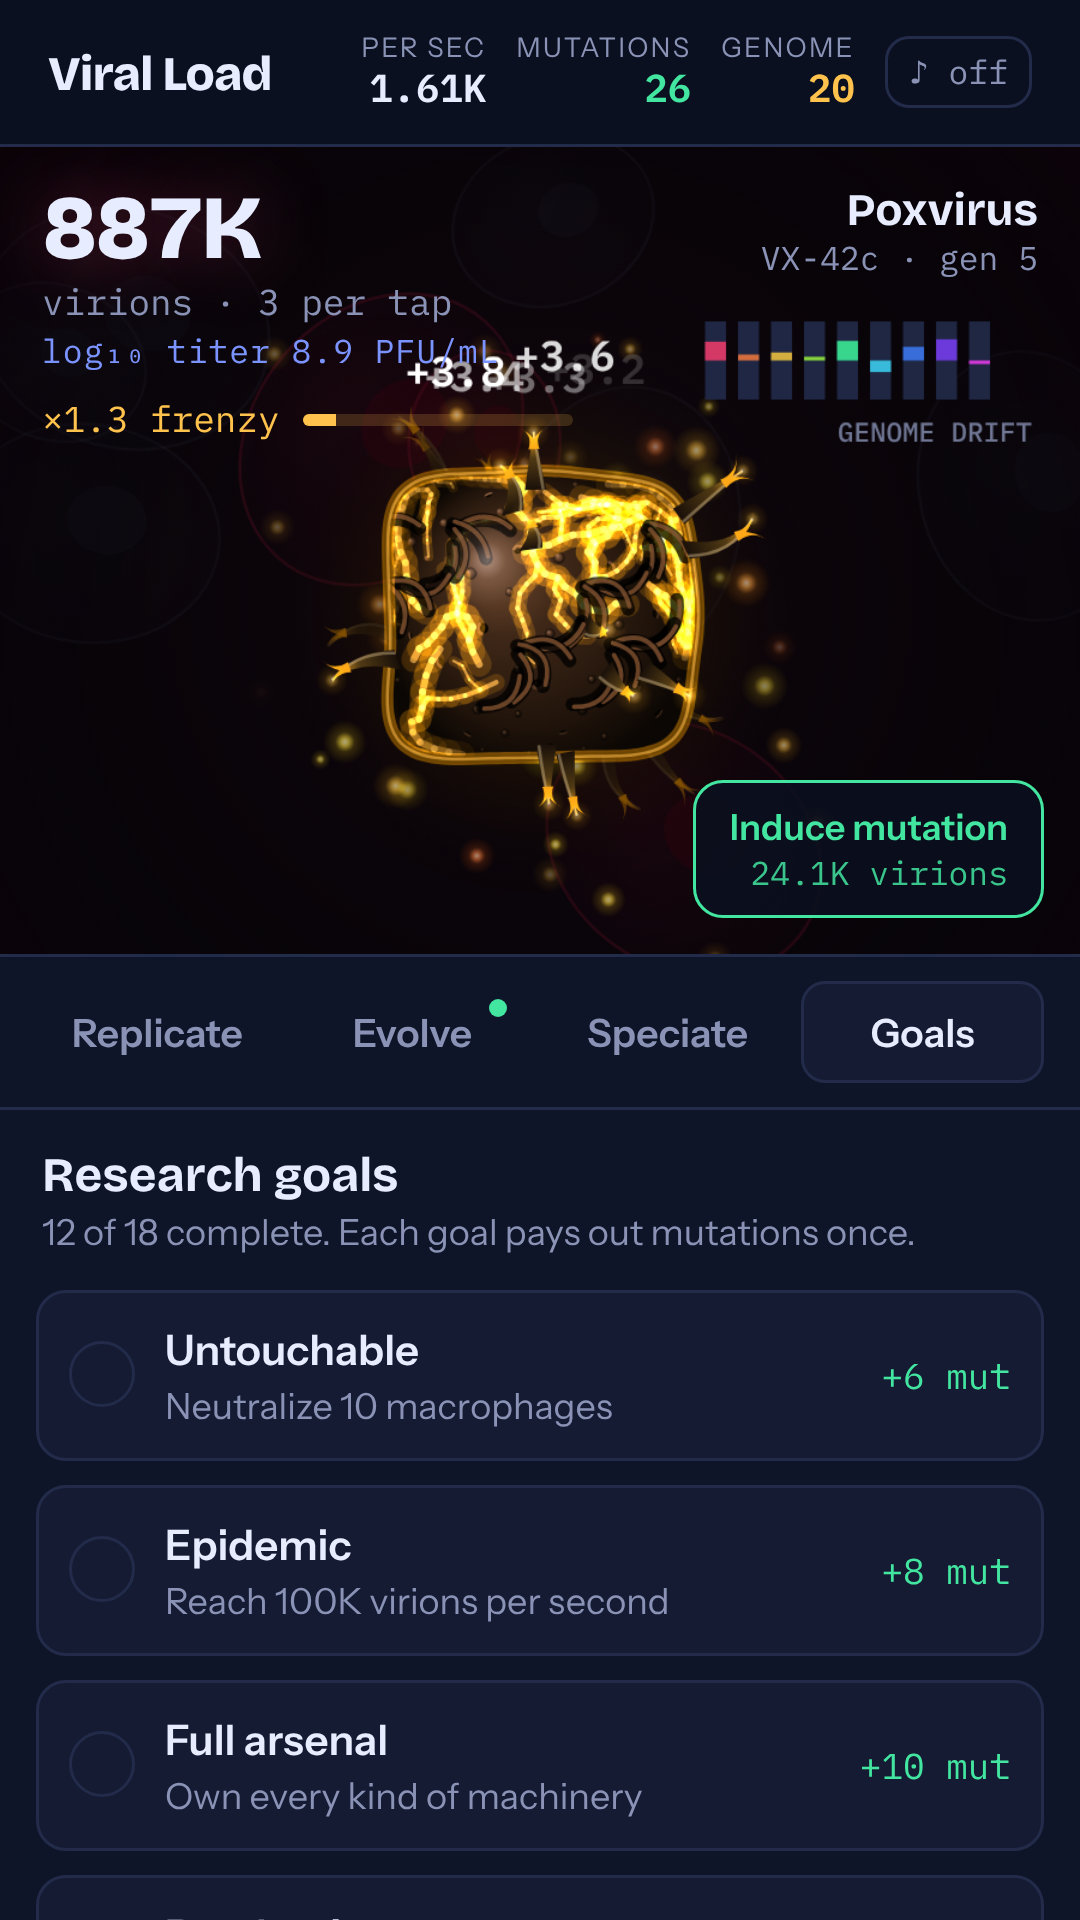 Viral Load
PER SEC
1.61K
MUTATIONS
26
GENOME
20
♪ off
887K
virions · 3 per tap
log₁₀ titer 8.9 PFU/mL
×1.3 frenzy
+3.8
+3.6
Poxvirus
VX-42c · gen 5
GENOME DRIFT
Induce mutation
24.1K virions
Replicate
Evolve
Speciate
Goals
Research goals
12 of 18 complete. Each goal pays out mutations once.
Untouchable
Neutralize 10 macrophages
+6 mut
Epidemic
Reach 100K virions per second
+8 mut
Full arsenal
Own every kind of machinery
+10 mut